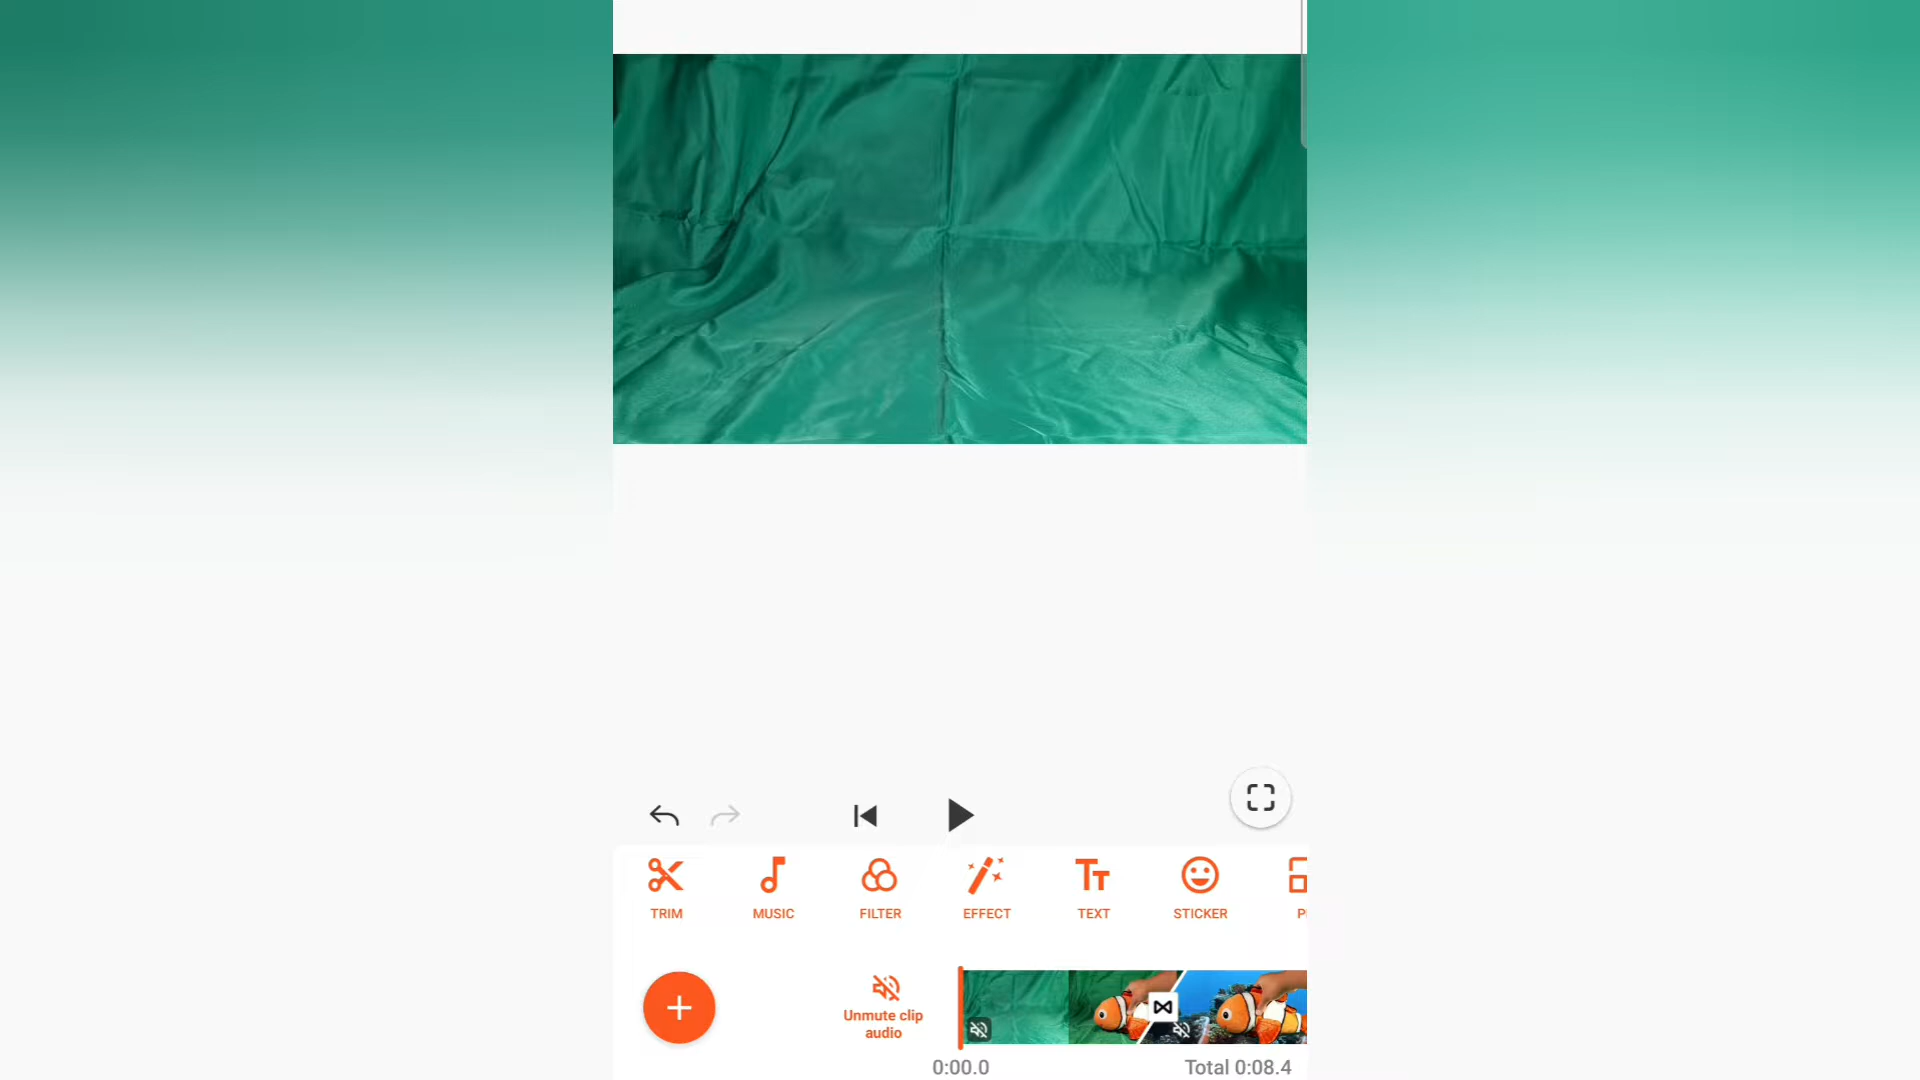 TRIM
MUSIC
FILTER
EFFECT
TEXT
STICKER
Unmute clip
audio
0:00.0
Total 0:08.4